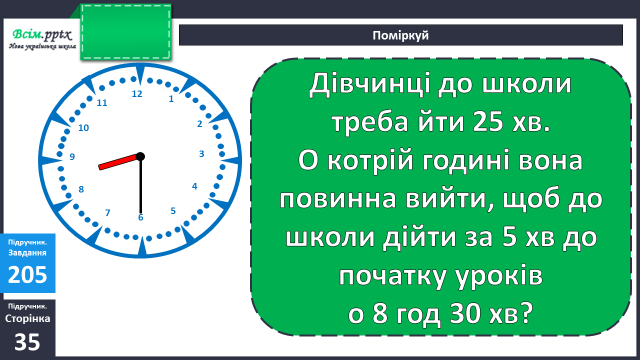 Всім.pptx
Нова українська школа
Поміркуй
12
1
2
3
4
5
6
7
8
9
10
11
Дівчинці до школи
треба йти 25 хв.
О котрій годині вона
повинна вийти, щоб до
школи дійти за 5 хв до
початку уроків
о 8 год 30 хв?
Підручник.
Завдання
205
Підручник.
Сторінка
35